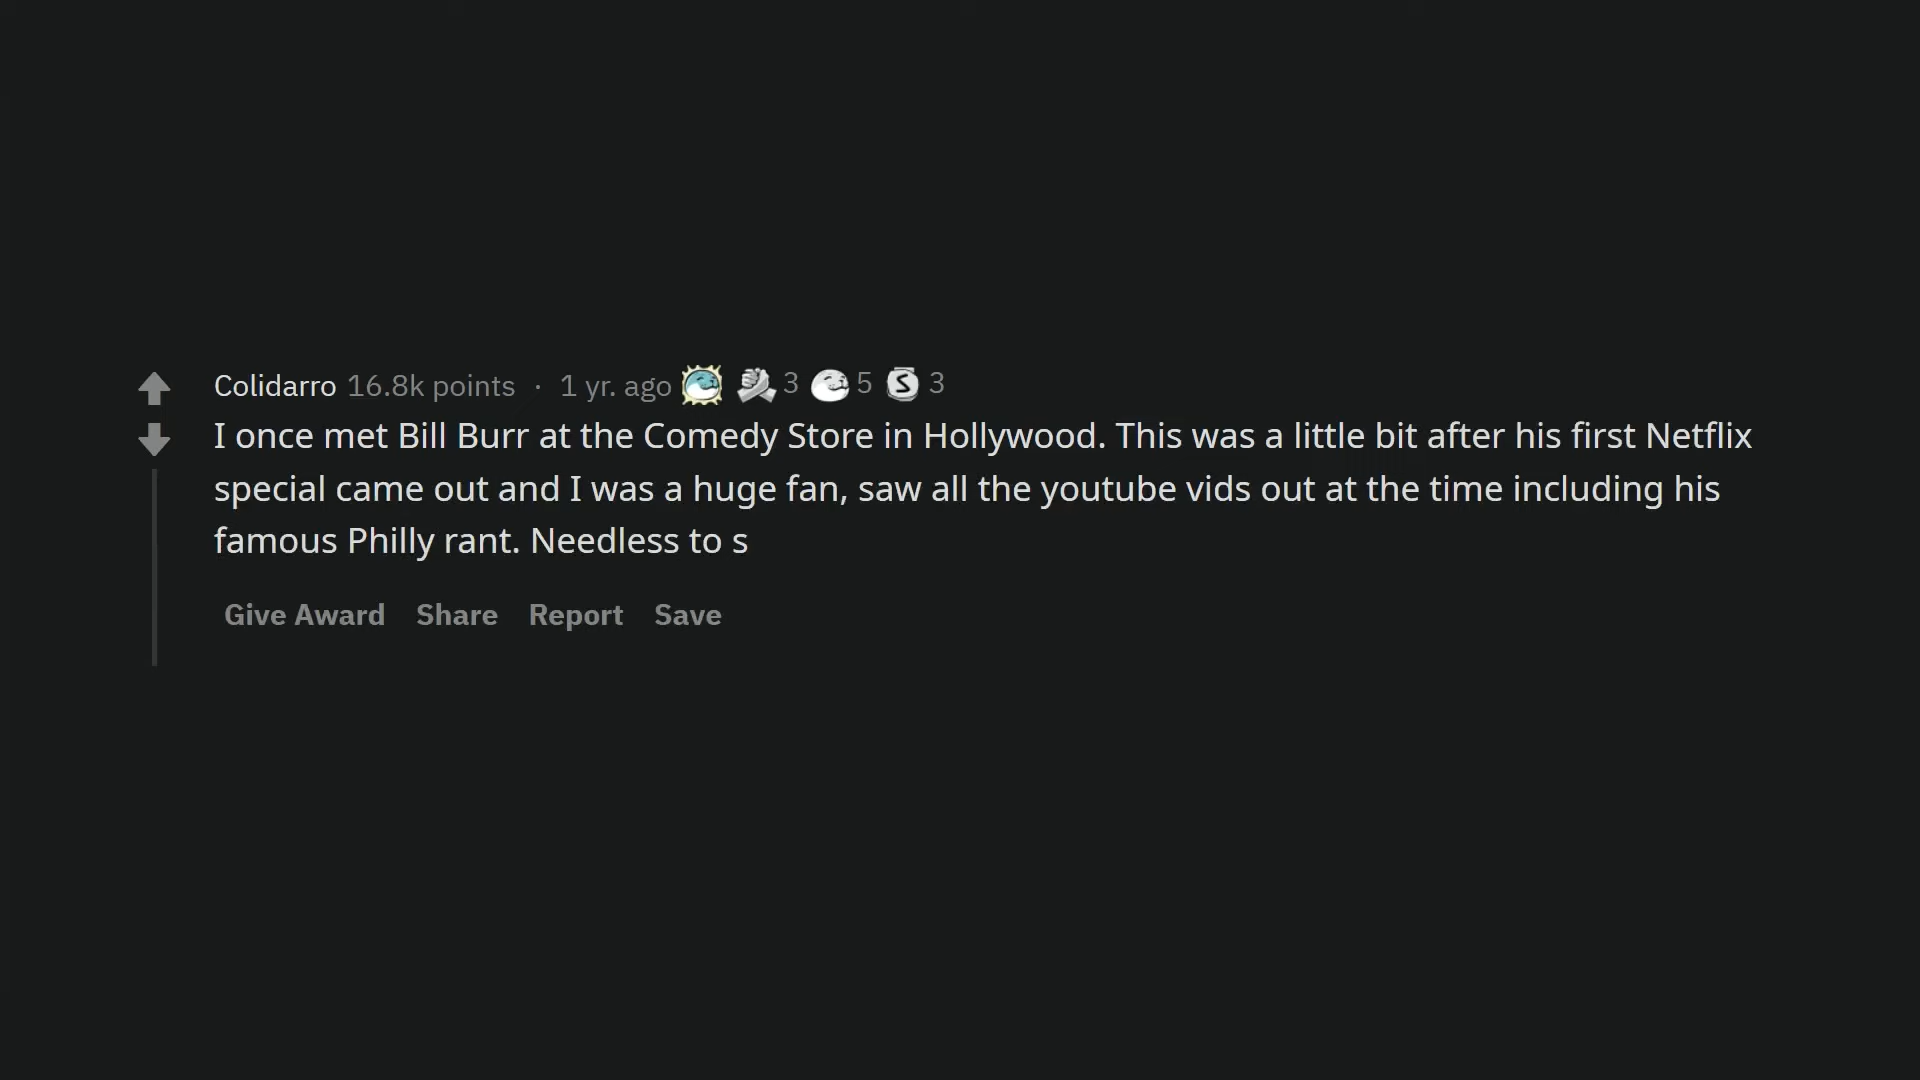 Colidarro 16.8k points · 1 yr. ago 3 5 3
I once met Bill Burr at the Comedy Store in Hollywood. This was a little bit after his first Netflix
special came out and I was a huge fan, saw all the youtube vids out at the time including his
famous Philly rant. Needless to s
Give Award Share Report Save